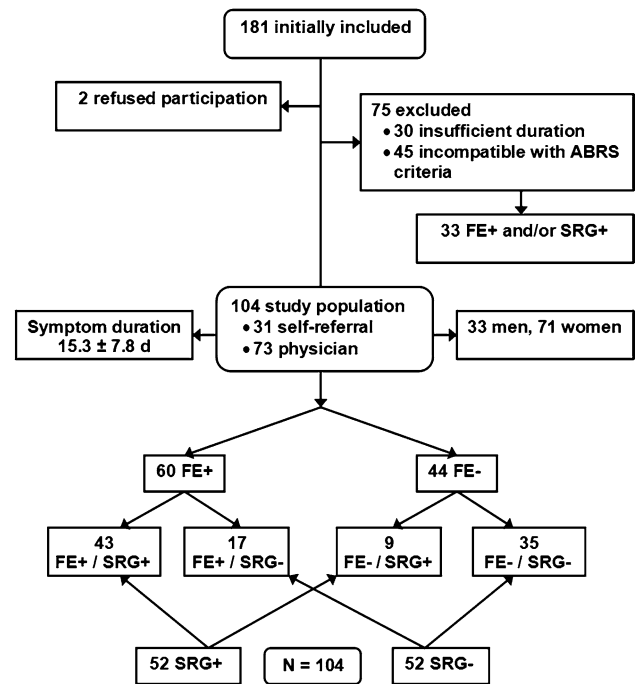 181 initially included
2 refused participation
75 excluded
• 30 insufficient duration
• 45 incompatible with ABRS
criteria
33 FE+ and/or SRG+
104 study population
• 31 self-referral
• 73 physician
Symptom duration
15.3 ± 7.8 d
33 men, 71 women
60 FE+
44 FE-
43
FE+ / SRG+
17
FE+ / SRG-
9
FE- / SRG+
35
FE- / SRG-
52 SRG+
N = 104
52 SRG-